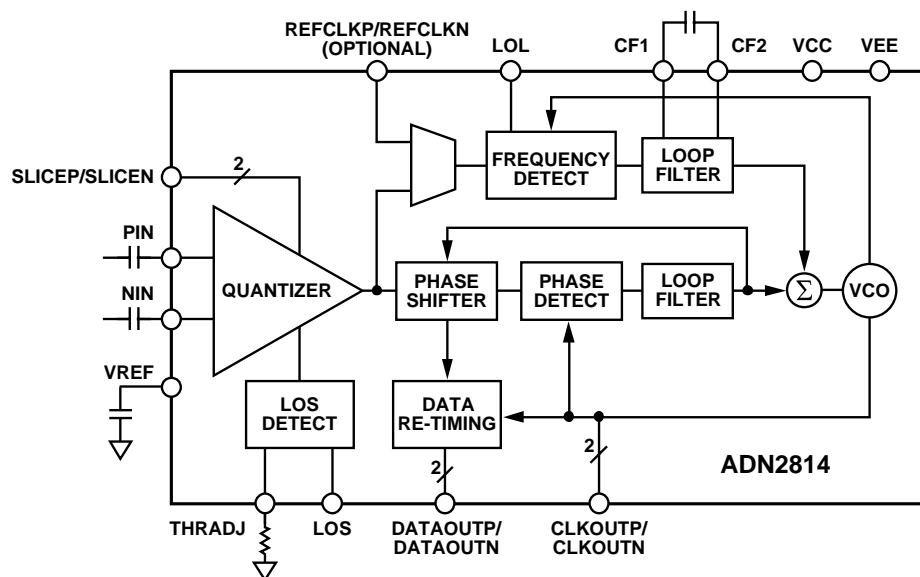 REFCLKP/REFCLKN
(OPTIONAL)
LOL
CF1
CF2
VCC
VEE
SLICEP/SLICEN
2
FREQUENCY
DETECT
LOOP
FILTER
PIN
NIN
QUANTIZER
PHASE
SHIFTER
PHASE
DETECT
LOOP
FILTER
Σ
VCO
VREF
LOS
DETECT
DATA
RE-TIMING
2
2
ADN2814
THRADJ
LOS
DATAOUTP/
DATAOUTN
CLKOUTP/
CLKOUTN